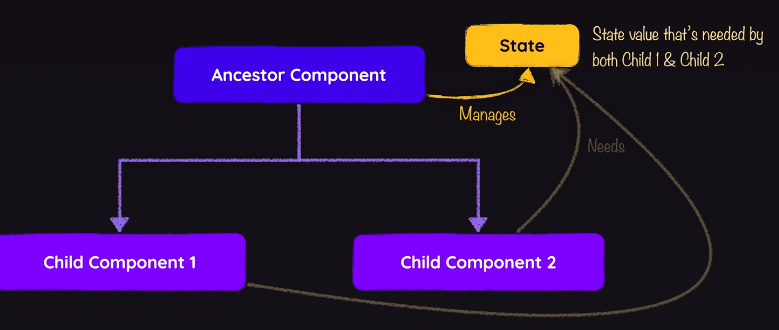 State
State value that's needed by
both Child 1 & Child 2
Ancestor Component
Manages
Needs
Child Component 1
Child Component 2